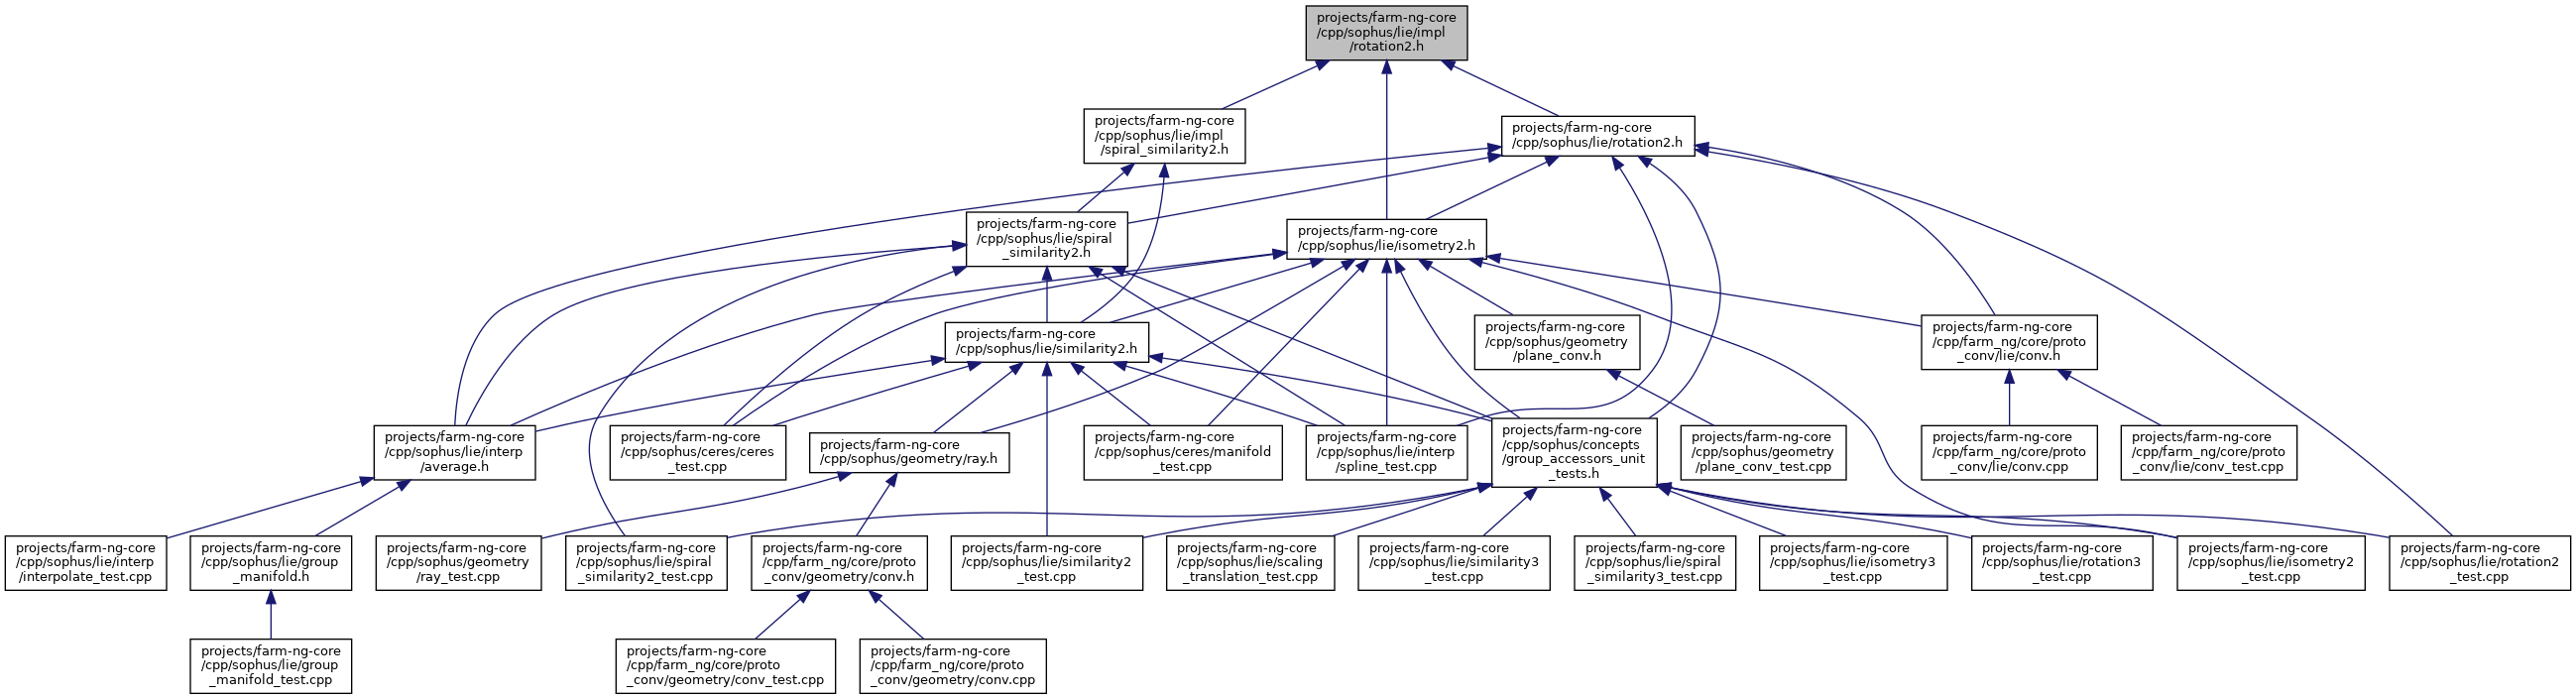 projects/farm-ng-core
/cpp/sophus/lie/impl
/rotation2.h
projects/farm-ng-core
/cpp/sophus/lie/impl
/spiral_similarity2.h
projects/farm-ng-core
/cpp/sophus/lie/rotation2.h
projects/farm-ng-core
/cpp/sophus/lie/spiral
_similarity2.h
projects/farm-ng-core
/cpp/sophus/lie/isometry2.h
projects/farm-ng-core
/cpp/sophus/lie/similarity2.h
projects/farm-ng-core
/cpp/sophus/geometry
/plane_conv.h
projects/farm-ng-core
/cpp/farm_ng/core/proto
_conv/lie/conv.h
projects/farm-ng-core
/cpp/sophus/lie/interp
/average.h
projects/farm-ng-core
/cpp/sophus/ceres/ceres
_test.cpp
projects/farm-ng-core
/cpp/sophus/geometry/ray.h
projects/farm-ng-core
/cpp/sophus/ceres/manifold
_test.cpp
projects/farm-ng-core
/cpp/sophus/lie/interp
/spline_test.cpp
projects/farm-ng-core
/cpp/sophus/concepts
/group_accessors_unit
_tests.h
projects/farm-ng-core
/cpp/sophus/geometry
/plane_conv_test.cpp
projects/farm-ng-core
/cpp/farm_ng/core/proto
_conv/lie/conv.cpp
projects/farm-ng-core
/cpp/farm_ng/core/proto
_conv/lie/conv_test.cpp
projects/farm-ng-core
/cpp/sophus/lie/interp
/interpolate_test.cpp
projects/farm-ng-core
/cpp/sophus/lie/group
_manifold.h
projects/farm-ng-core
/cpp/sophus/geometry
/ray_test.cpp
projects/farm-ng-core
/cpp/sophus/lie/spiral
_similarity2_test.cpp
projects/farm-ng-core
/cpp/farm_ng/core/proto
_conv/geometry/conv.h
projects/farm-ng-core
/cpp/sophus/lie/similarity2
_test.cpp
projects/farm-ng-core
/cpp/sophus/lie/scaling
_translation_test.cpp
projects/farm-ng-core
/cpp/sophus/lie/similarity3
_test.cpp
projects/farm-ng-core
/cpp/sophus/lie/spiral
_similarity3_test.cpp
projects/farm-ng-core
/cpp/sophus/lie/isometry3
_test.cpp
projects/farm-ng-core
/cpp/sophus/lie/rotation3
_test.cpp
projects/farm-ng-core
/cpp/sophus/lie/isometry2
_test.cpp
projects/farm-ng-core
/cpp/sophus/lie/rotation2
_test.cpp
projects/farm-ng-core
/cpp/sophus/lie/group
_manifold_test.cpp
projects/farm-ng-core
/cpp/farm_ng/core/proto
_conv/geometry/conv_test.cpp
projects/farm-ng-core
/cpp/farm_ng/core/proto
_conv/geometry/conv.cpp